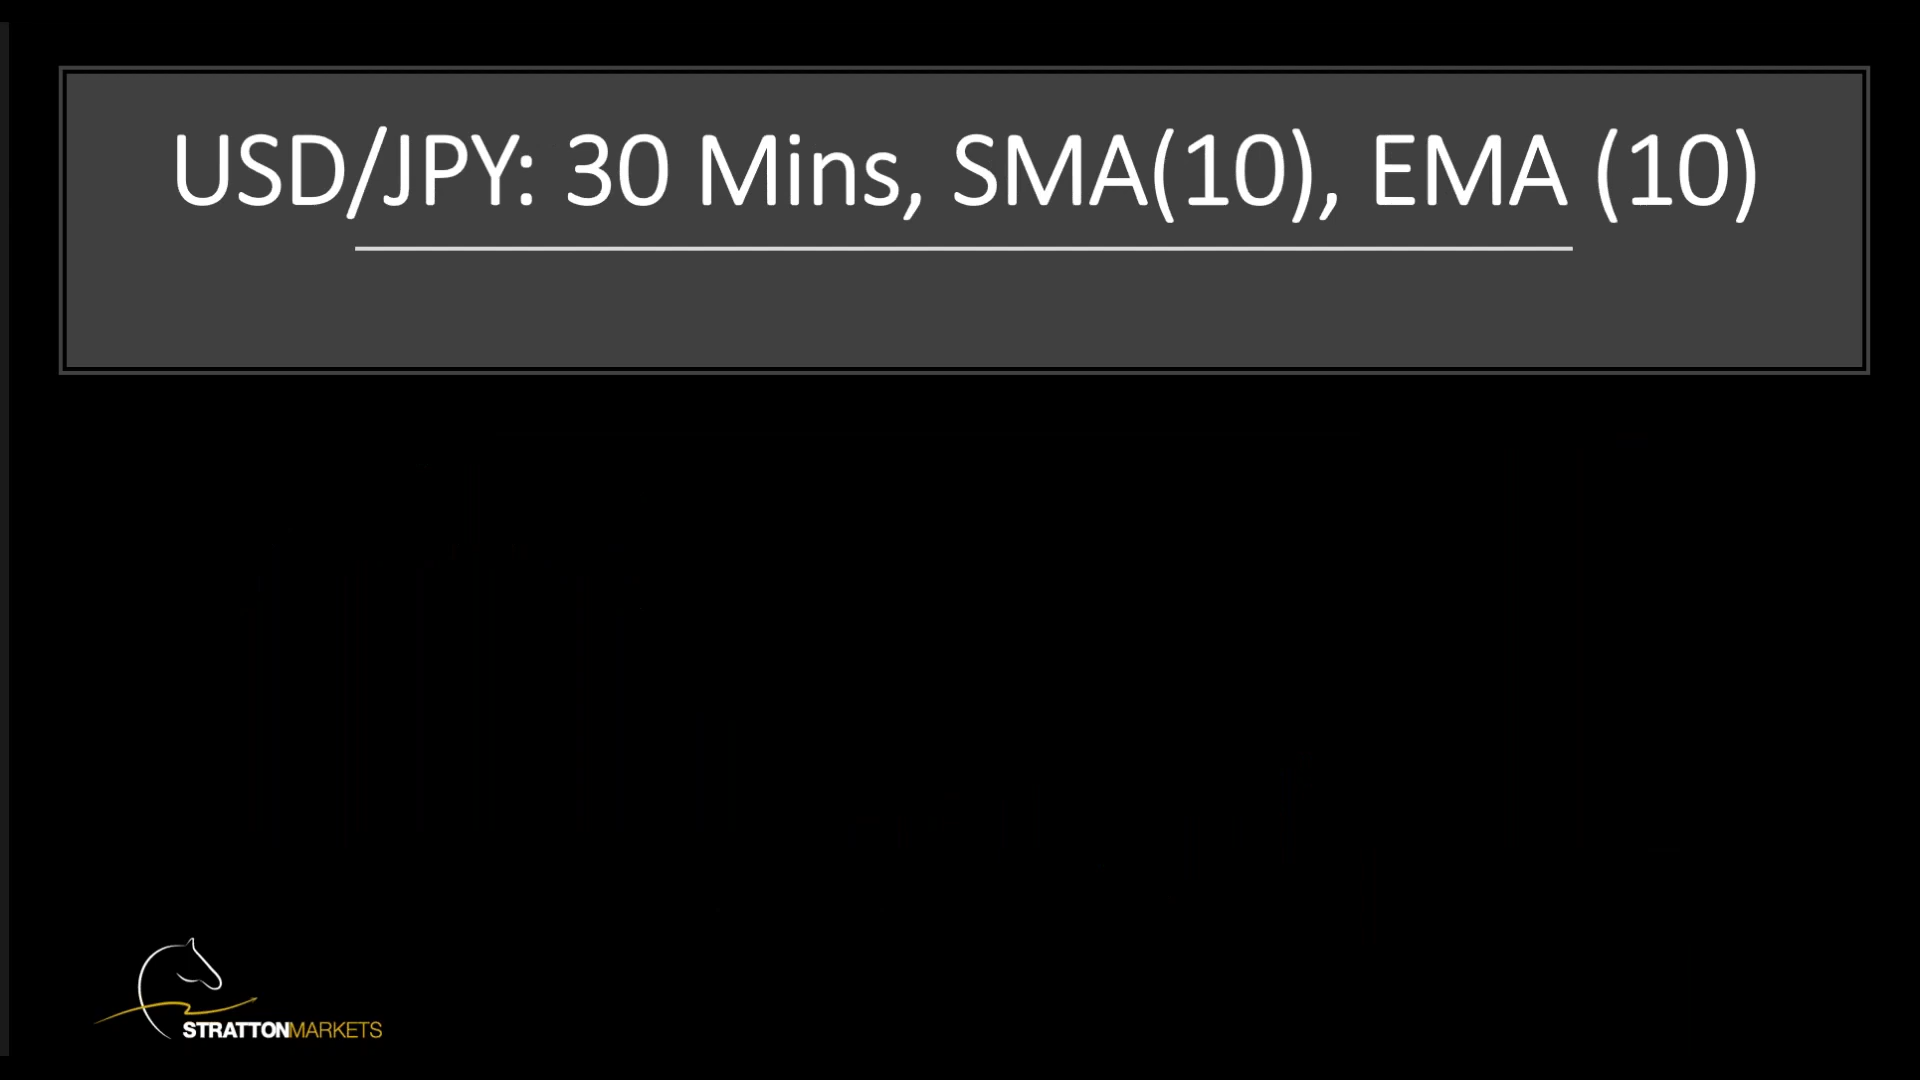 USD/JPY: 30 Mins, SMA(10), EMA (10)
STRATTONMARKETS